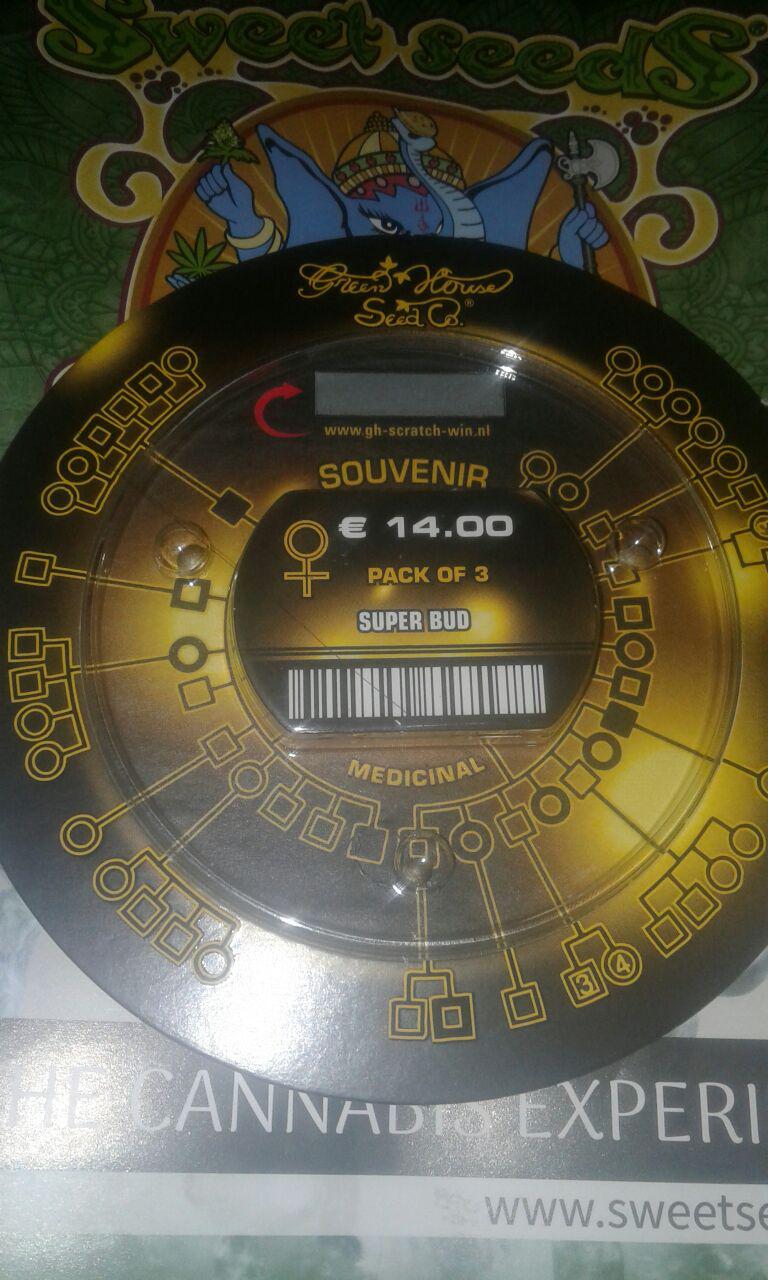 Sweet seeds®
Green House
Seed Co.®
www.gh-scratch-win.nl
SOUVENIR
€ 14.00
PACK OF 3
SUPER BUD
MEDICINAL
3 4
HE CANNABIS EXPERI
www.sweetse